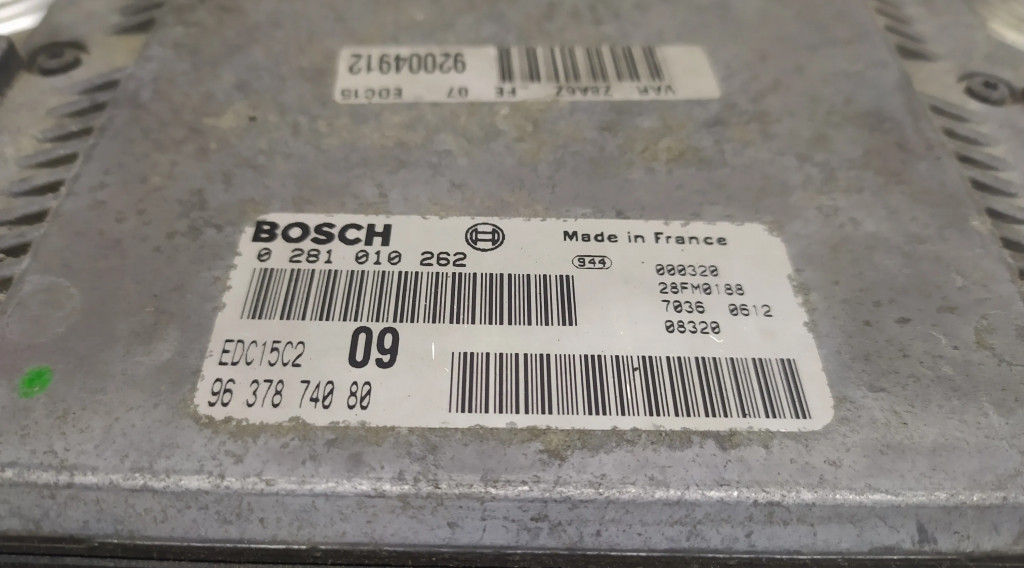 92004912
VAR 28A6Z FE 07 EDC15
BOSCH
Made in France
0 281 010 262
944
000320
28FM0188
7036 0612
08320
EDC15C2 09
96 378 740 80